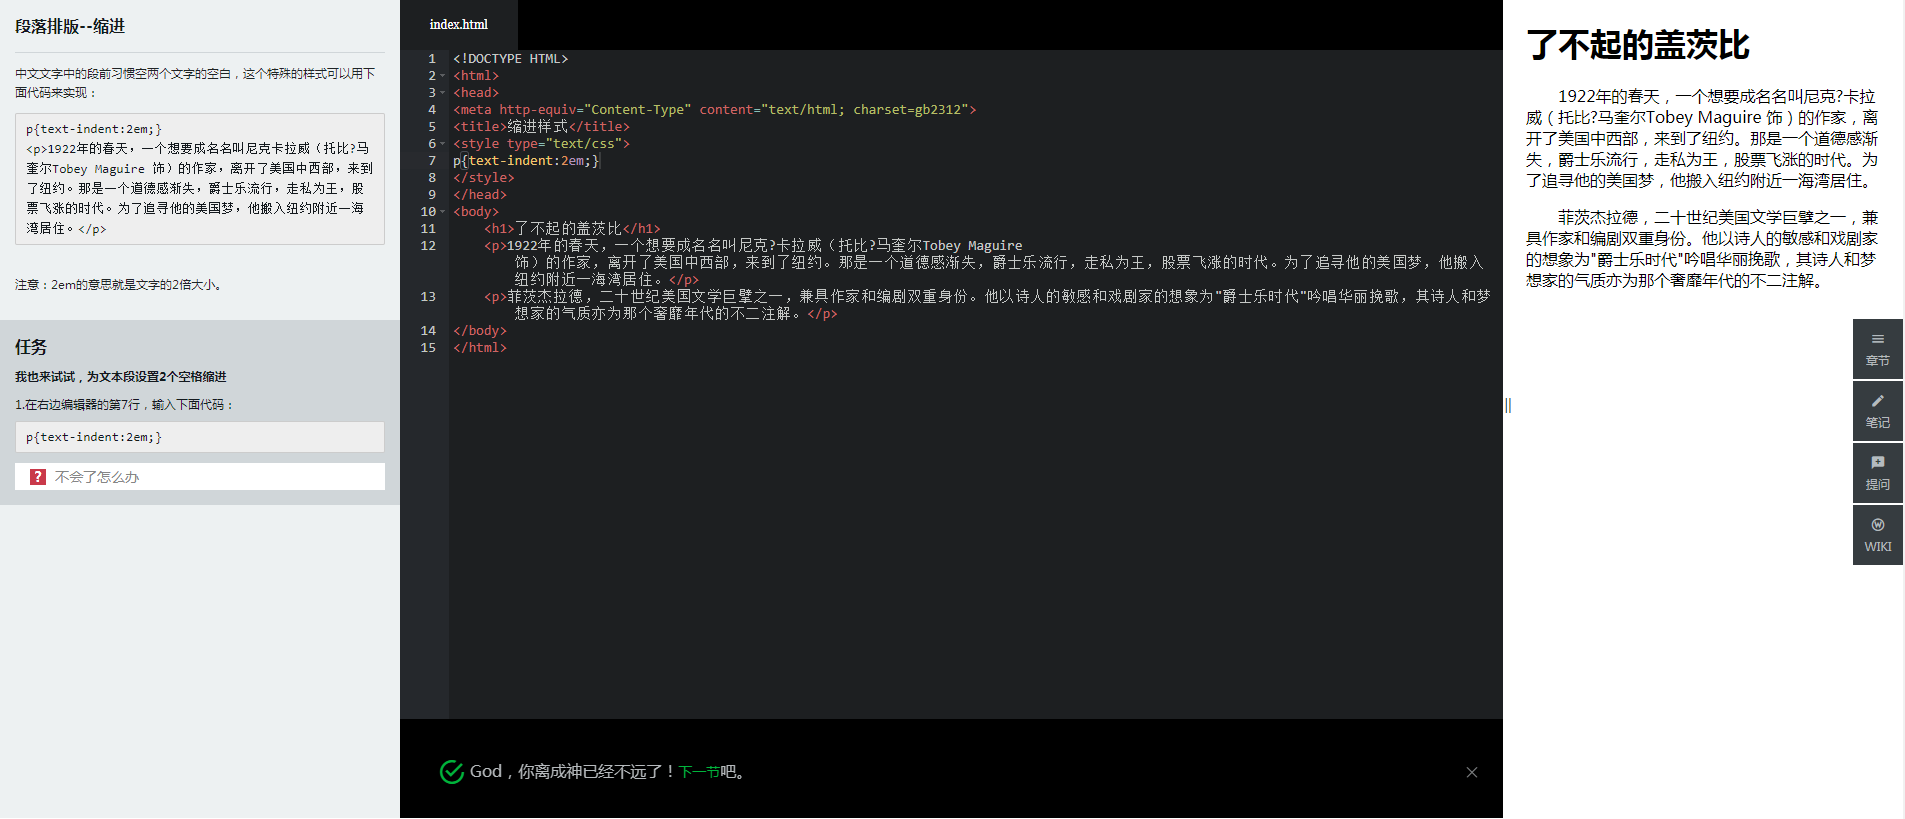 段落排版--缩进
中文文字中的段前习惯空两个文字的空白，这个特殊的样式可以用下
面代码来实现：
p{text-indent:2em;}
<p>1922年的春天，一个想要成名名叫尼克卡拉威（托比?马
奎尔Tobey Maguire 饰）的作家，离开了美国中西部，来到
了纽约。那是一个道德感渐失，爵士乐流行，走私为王，股
票飞涨的时代。为了追寻他的美国梦，他搬入纽约附近一海
湾居住。</p>
注意：2em的意思就是文字的2倍大小。
任务
我也来试试，为文本段设置2个空格缩进
1.在右边编辑器的第7行，输入下面代码：
p{text-indent:2em;}
? 不会了怎么办
index.html
1 <!DOCTYPE HTML>
2 <html>
3 <head>
4 <meta http-equiv="Content-Type" content="text/html; charset=gb2312">
5 <title>缩进样式</title>
6 <style type="text/css">
7 p{text-indent:2em;}
8 </style>
9 </head>
10 <body>
11 <h1>了不起的盖茨比</h1>
12 <p>1922年的春天，一个想要成名名叫尼克?卡拉威（托比?马奎尔Tobey Maguire
饰）的作家，离开了美国中西部，来到了纽约。那是一个道德感渐失，爵士乐流行，走私为王，股票飞涨的时代。为了追寻他的美国梦，他搬入
纽约附近一海湾居住。</p>
13 <p>菲茨杰拉德，二十世纪美国文学巨擘之一，兼具作家和编剧双重身份。他以诗人的敏感和戏剧家的想象为"爵士乐时代"吟唱华丽挽歌，其诗人和梦
想家的气质亦为那个奢靡年代的不二注解。</p>
14 </body>
15 </html>
God，你离成神已经不远了！下一节吧。
了不起的盖茨比
1922年的春天，一个想要成名名叫尼克?卡拉
威（托比?马奎尔Tobey Maguire 饰）的作家，离
开了美国中西部，来到了纽约。那是一个道德感渐
失，爵士乐流行，走私为王，股票飞涨的时代。为
了追寻他的美国梦，他搬入纽约附近一海湾居住。
菲茨杰拉德，二十世纪美国文学巨擘之一，兼
具作家和编剧双重身份。他以诗人的敏感和戏剧家
的想象为"爵士乐时代"吟唱华丽挽歌，其诗人和梦
想家的气质亦为那个奢靡年代的不二注解。
章节
笔记
提问
WIKI